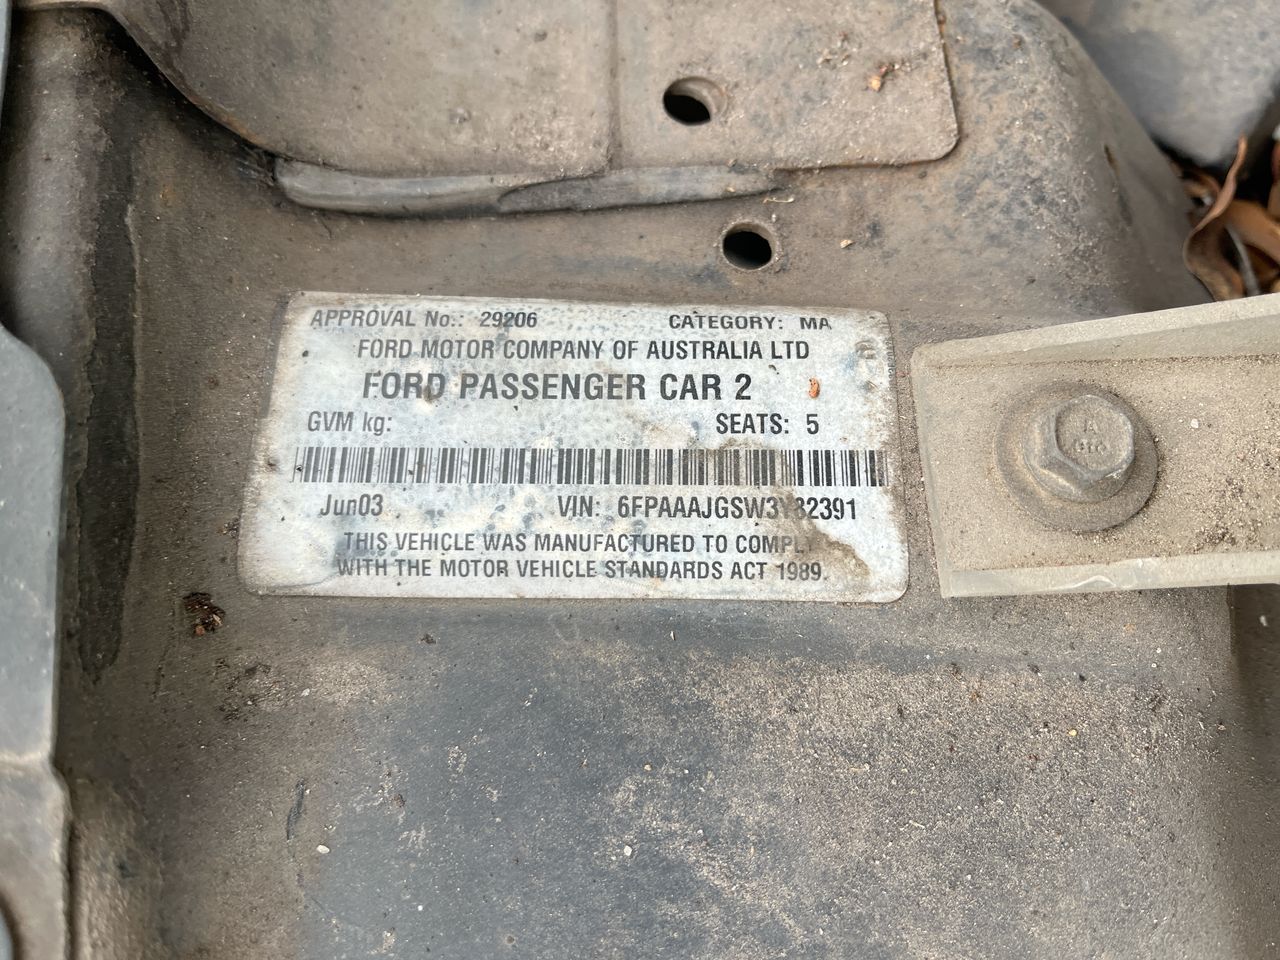 APPROVAL No.: 29206 CATEGORY: MA
FORD MOTOR COMPANY OF AUSTRALIA LTD
FORD PASSENGER CAR 2
GVM kg: SEATS: 5
Jun03 VIN: 6FPAAAJGSW3Y32391
THIS VEHICLE WAS MANUFACTURED TO COMPLY
WITH THE MOTOR VEHICLE STANDARDS ACT 1989.